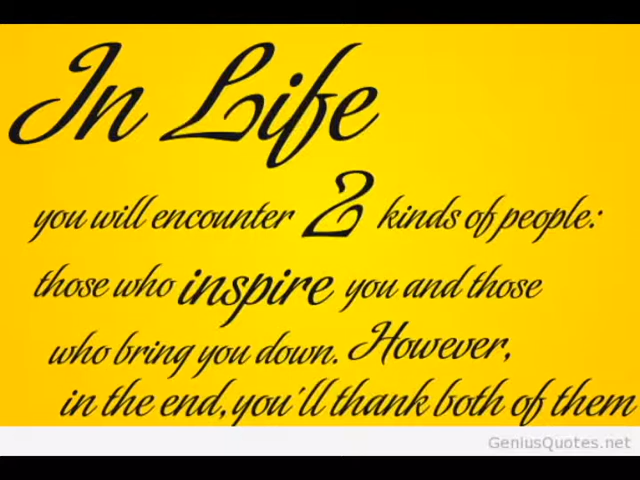 In Life
you will encounter 2 kinds of people:
those who inspire you and those
who bring you down. However,
in the end, you'll thank both of them
GeniusQuotes.net